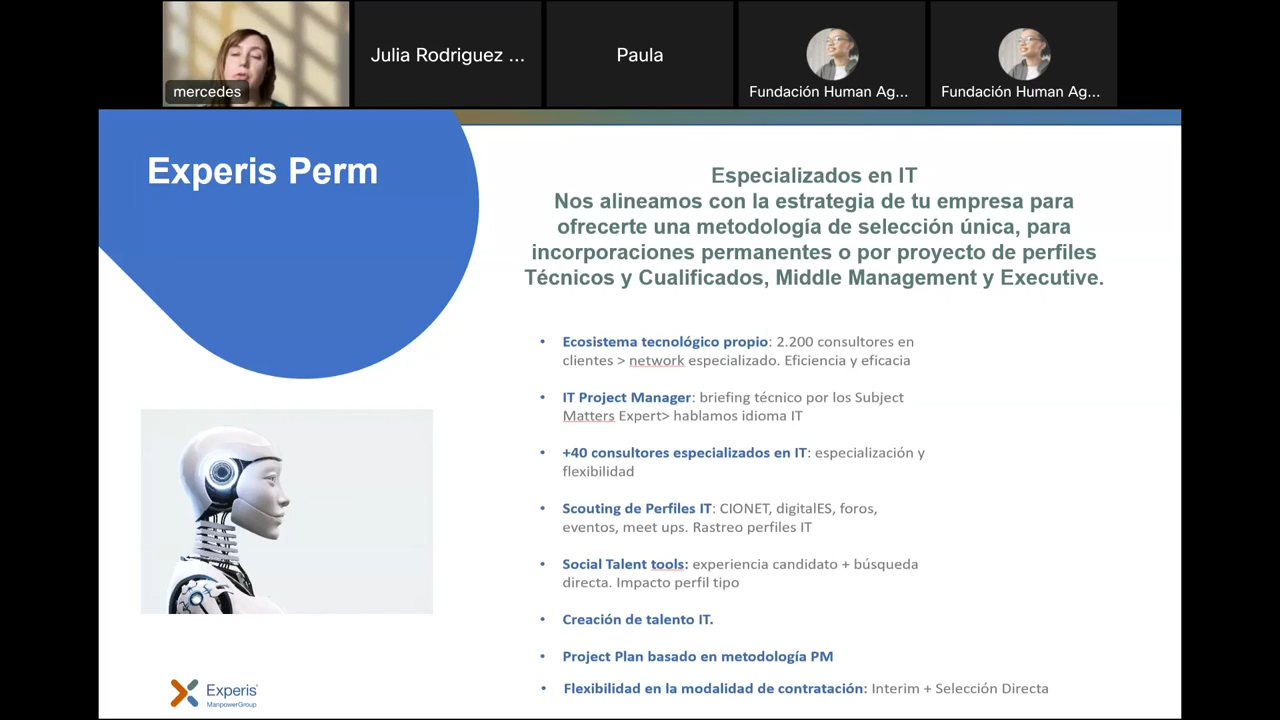 mercedes
Julia Rodriguez ...
Paula
Fundación Human Ag...
Fundación Human Ag...
Experis Perm
Especializados en IT
Nos alineamos con la estrategia de tu empresa para
ofrecerte una metodología de selección única, para
incorporaciones permanentes o por proyecto de perfiles
Técnicos y Cualificados, Middle Management y Executive.
• Ecosistema tecnológico propio: 2.200 consultores en
clientes > network especializado. Eficiencia y eficacia
• IT Project Manager: briefing técnico por los Subject
Matters Expert> hablamos idioma IT
• +40 consultores especializados en IT: especialización y
flexibilidad
• Scouting de Perfiles IT: CIONET, digitalES, foros,
eventos, meet ups. Rastreo perfiles IT
• Social Talent tools: experiencia candidato + búsqueda
directa. Impacto perfil tipo
• Creación de talento IT.
• Project Plan basado en metodología PM
• Flexibilidad en la modalidad de contratación: Interim + Selección Directa
Experis
ManpowerGroup